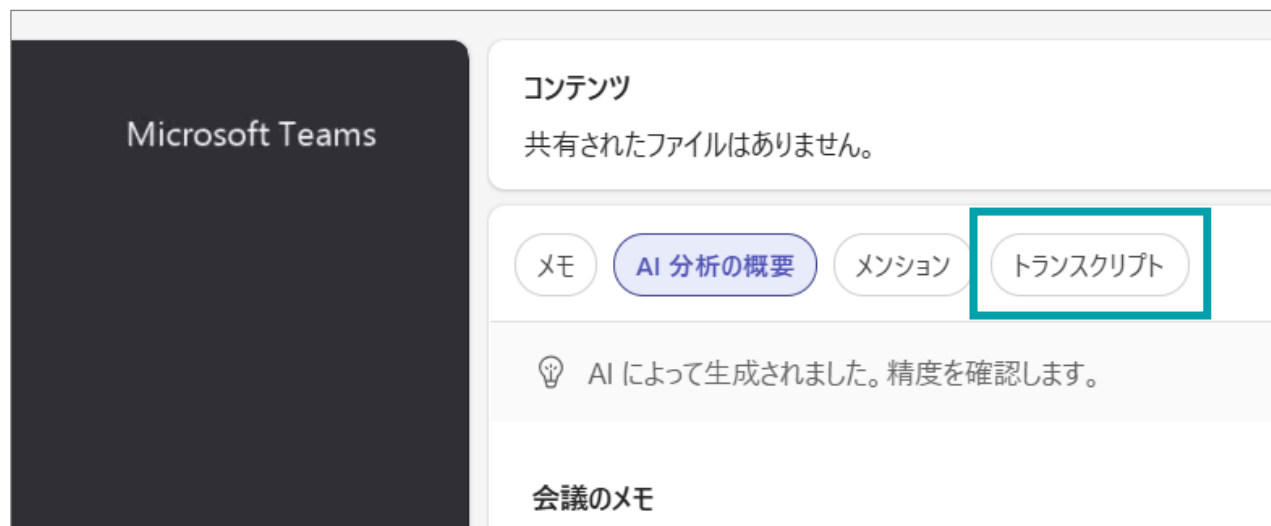 Microsoft Teams
コンテンツ
共有されたファイルはありません。
メモ
AI 分析の概要
メンション
トランスクリプト
AI によって生成されました。精度を確認します。
会議のメモ